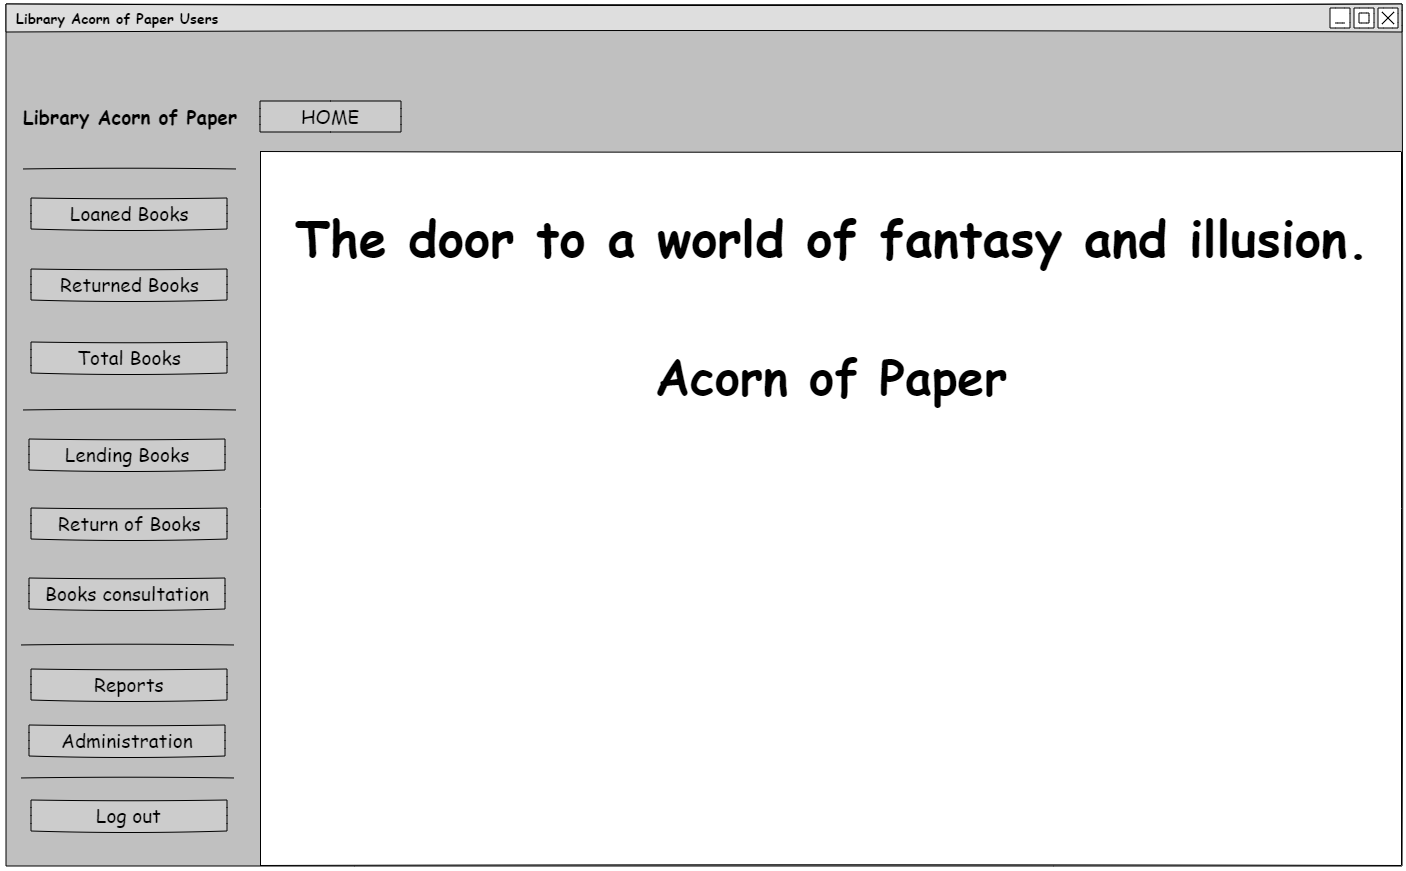 Library Acorn of Paper Users
Library Acorn of Paper
HOME
Loaned Books
Returned Books
Total Books
Lending Books
Return of Books
Books consultation
Reports
Administration
Log out
The door to a world of fantasy and illusion.
Acorn of Paper